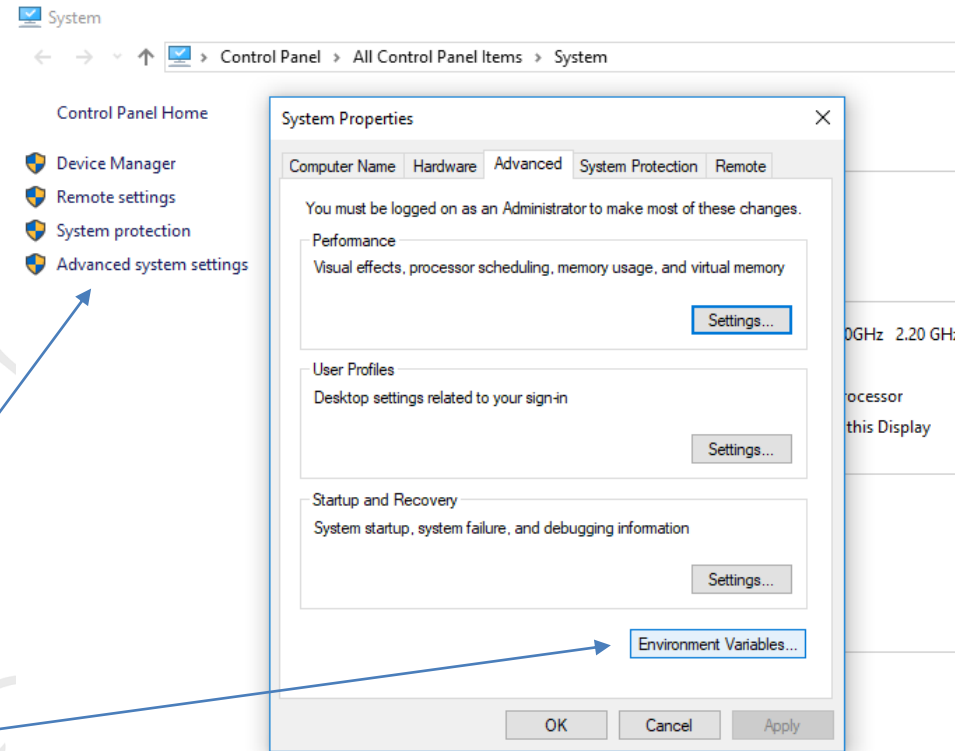 System
Control Panel > All Control Panel Items > System
Control Panel Home
Device Manager
Remote settings
System protection
Advanced system settings
System Properties
Computer Name Hardware Advanced System Protection Remote
You must be logged on as an Administrator to make most of these changes.
Performance
Visual effects, processor scheduling, memory usage, and virtual memory
Settings...
User Profiles
Desktop settings related to your sign-in
Settings...
Startup and Recovery
System startup, system failure, and debugging information
Settings...
Environment Variables...
OK Cancel Apply
0GHz 2.20 GHz
ocessor
this Display